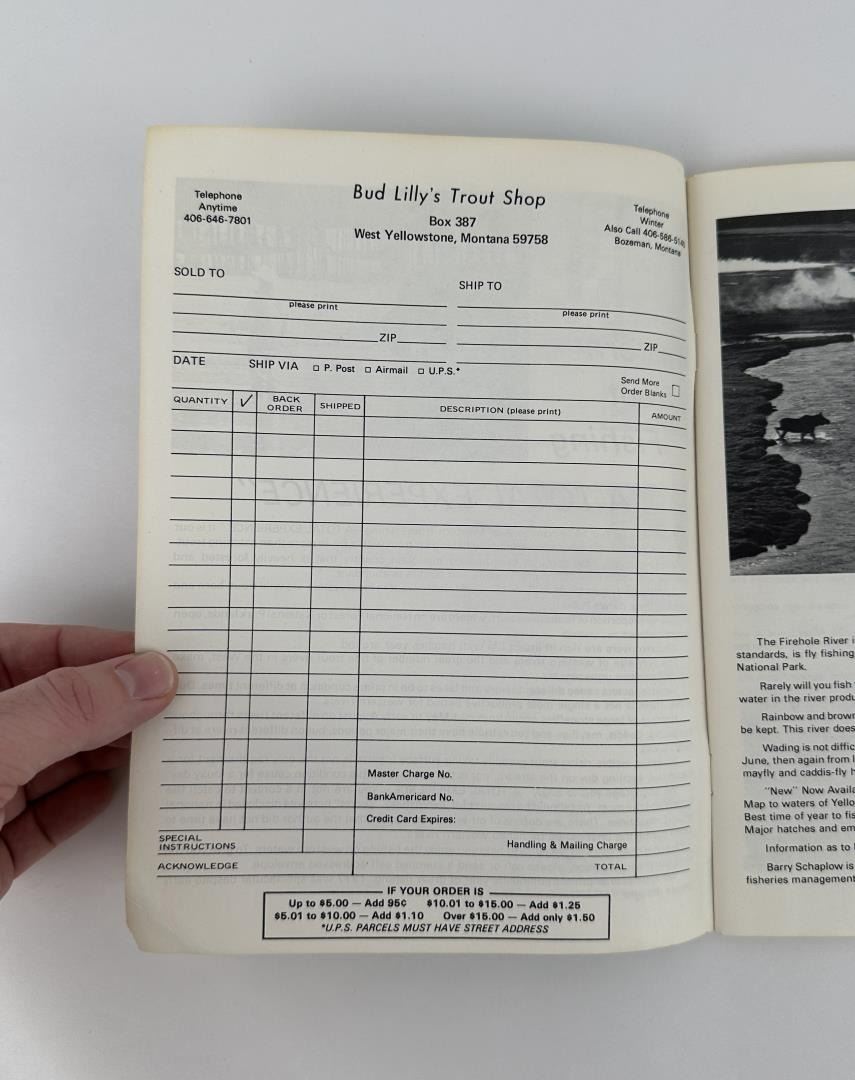 Bud Lilly's Trout Shop
Box 387
West Yellowstone, Montana 59758
Telephone
Anytime
406-646-7801
Telephone
Winter
Also Call 406-586-514
Bozeman, Montana
SOLD TO
please print
ZIP
SHIP TO
please print
ZIP
DATE SHIP VIA □ P. Post □ Airmail □ U.P.S.*
Send More
Order Blanks □
QUANTITY ✓ BACK ORDER SHIPPED DESCRIPTION (please print) AMOUNT
Master Charge No.
BankAmericard No.
Credit Card Expires:
SPECIAL
INSTRUCTIONS
Handling & Mailing Charge
ACKNOWLEDGE TOTAL
IF YOUR ORDER IS
Up to $5.00 — Add 95¢ $10.01 to $15.00 — Add $1.25
$5.01 to $10.00 — Add $1.10 Over $15.00 — Add only $1.50
*U.P.S. PARCELS MUST HAVE STREET ADDRESS
The Firehole River i
standards, is fly fishing
National Park.
Rarely will you fish
water in the river produ
Rainbow and brown
be kept. This river does
Wading is not diffic
June, then again from l
mayfly and caddis-fly h
"New" Now Availa
Map to waters of Yello
Best time of year to fis
Major hatches and em
Information as to
Barry Schaplow is
fisheries management